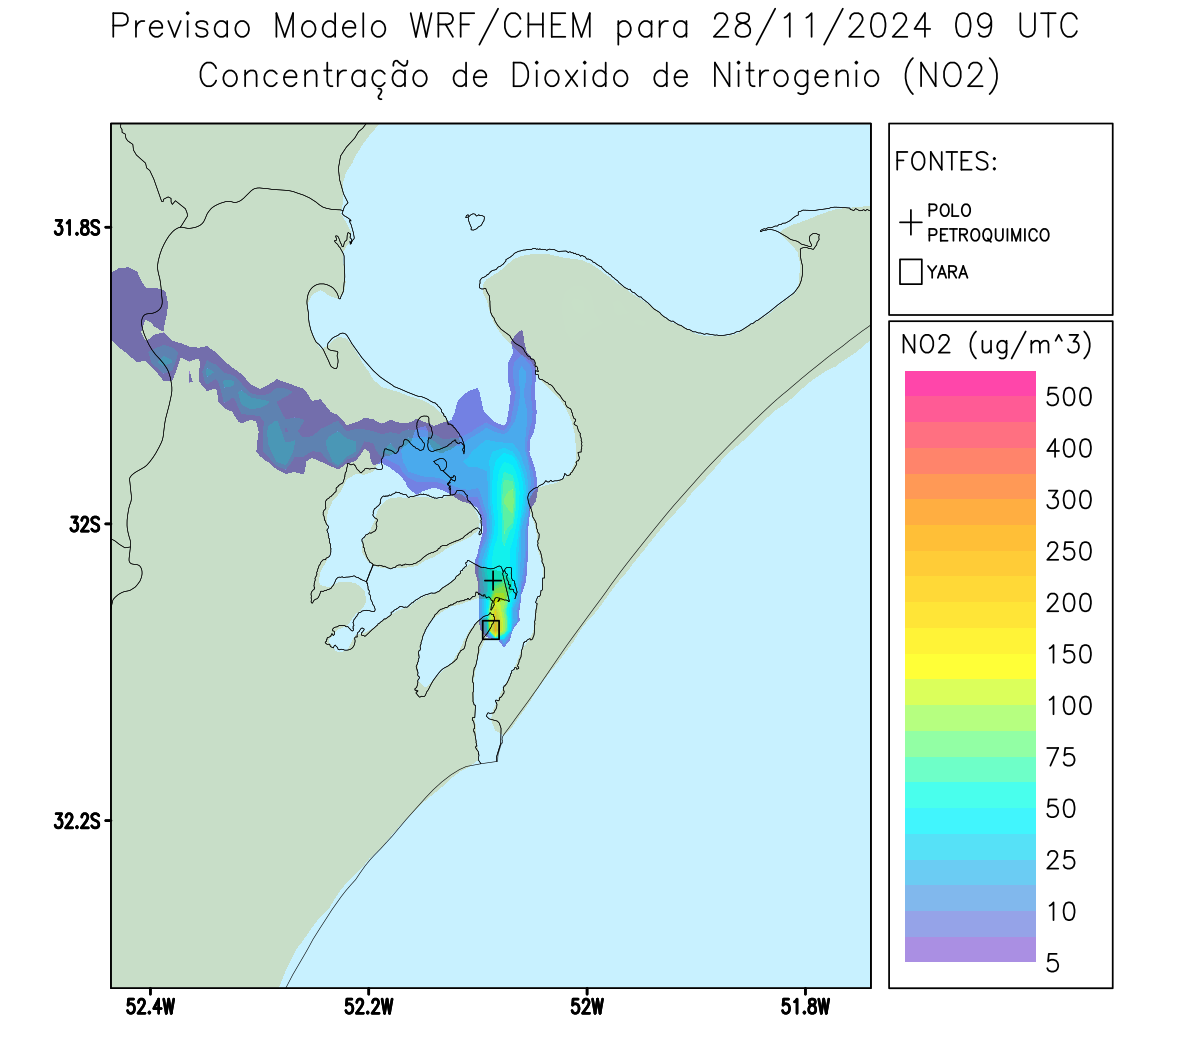 Previsao Modelo WRF/CHEM para 28/11/2024 09 UTC
Concentração de Dioxido de Nitrogenio (NO2)
FONTES:
POLO
PETROQUIMICO
YARA
NO2 (ug/m^3)
500
400
300
250
200
150
100
75
50
25
10
5
31.8S
32S
32.2S
52.4W
52.2W
52W
51.8W